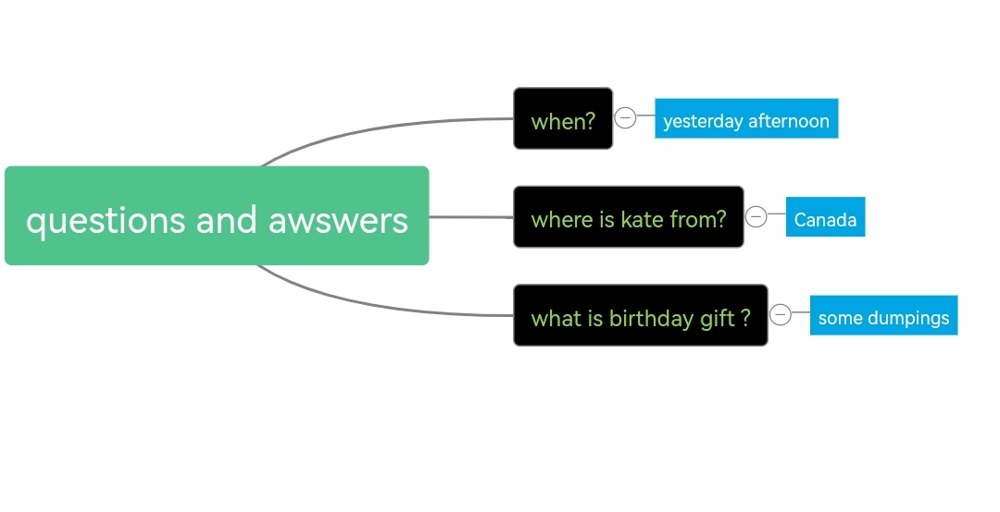 questions and awswers
when?
yesterday afternoon
where is kate from?
Canada
what is birthday gift ?
some dumpings